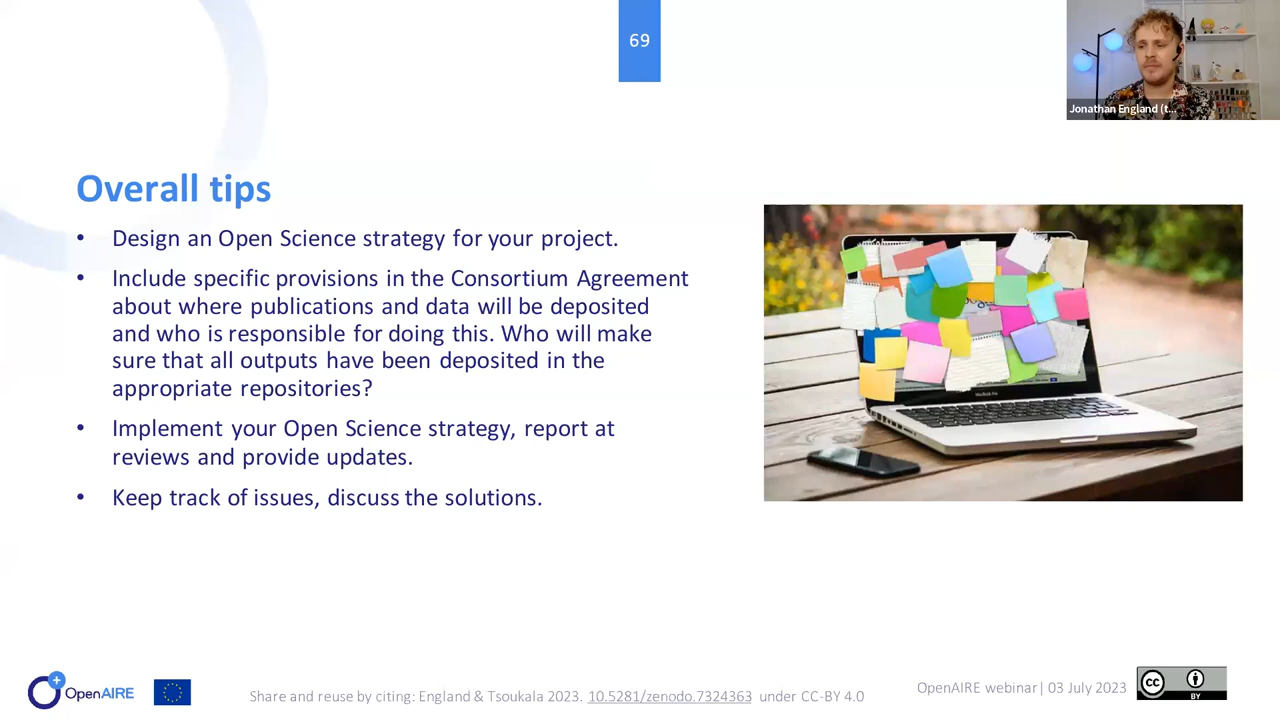 69
Jonathan England (t...
Overall tips
• Design an Open Science strategy for your project.
• Include specific provisions in the Consortium Agreement
about where publications and data will be deposited
and who is responsible for doing this. Who will make
sure that all outputs have been deposited in the
appropriate repositories?
• Implement your Open Science strategy, report at
reviews and provide updates.
• Keep track of issues, discuss the solutions.
MacBook Pro
OpenAIRE
Share and reuse by citing: England & Tsoukala 2023. 10.5281/zenodo.7324363 under CC-BY 4.0
OpenAIRE webinar| 03 July 2023
cc
BY